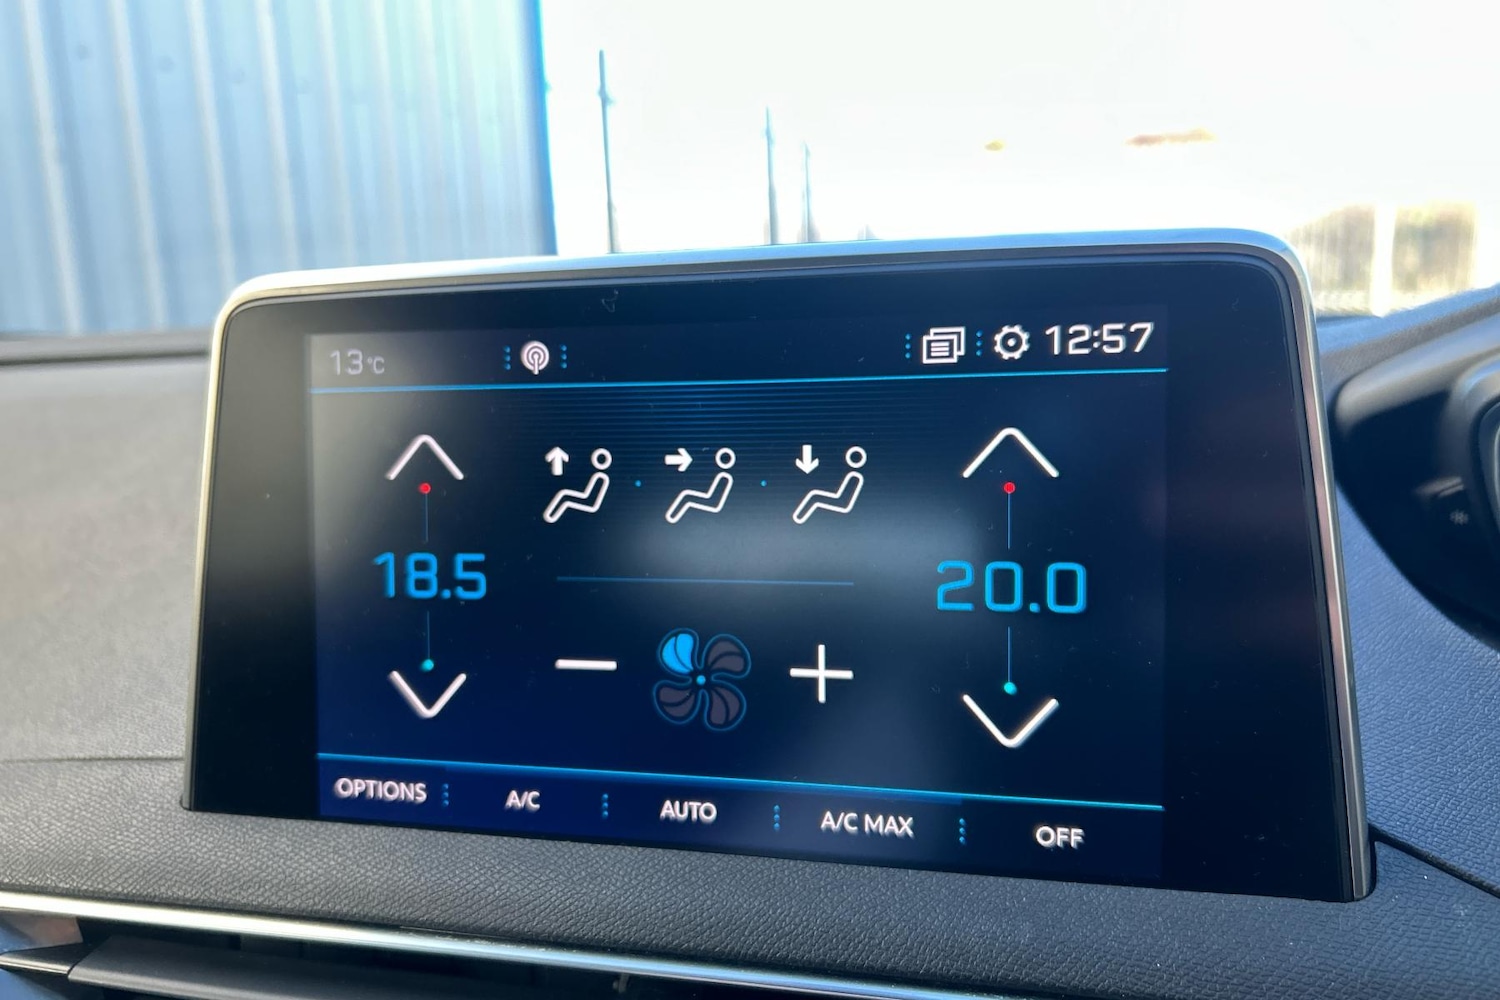 13°C 12:57
18.5 20.0
OPTIONS A/C AUTO A/C MAX OFF